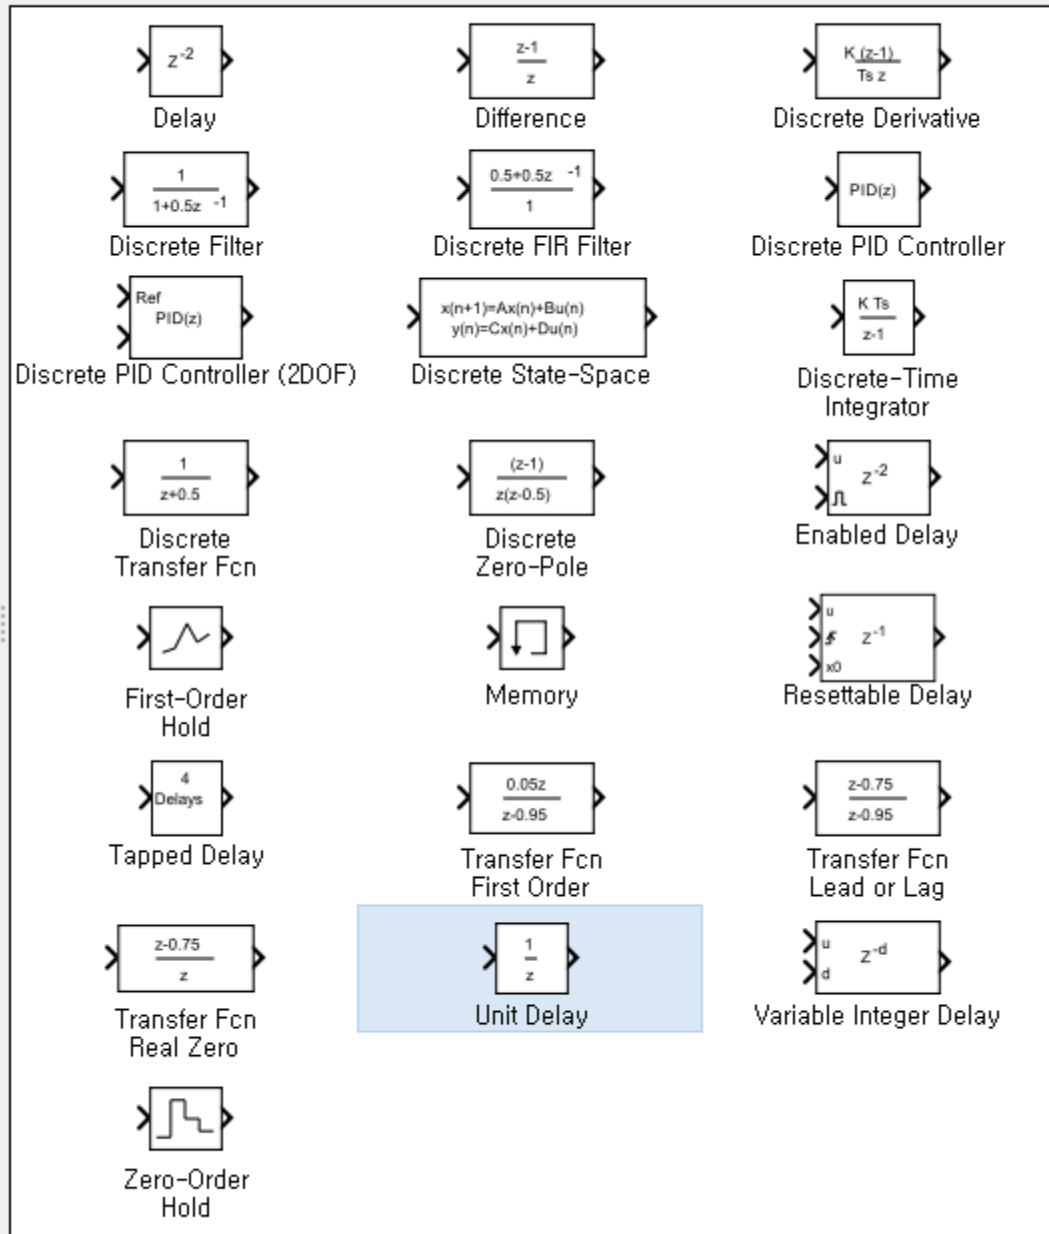 z-2
Delay
z-1
z
Difference
K (z-1)
Ts z
Discrete Derivative
1
1+0.5z -1
Discrete Filter
0.5+0.5z -1
1
Discrete FIR Filter
PID(z)
Discrete PID Controller
Ref
PID(z)
Discrete PID Controller (2DOF)
x(n+1)=Ax(n)+Bu(n)
y(n)=Cx(n)+Du(n)
Discrete State-Space
K Ts
z-1
Discrete-Time
Integrator
1
z+0.5
Discrete
Transfer Fcn
(z-1)
z(z-0.5)
Discrete
Zero-Pole
u
z-2
Enabled Delay
First-Order
Hold
Memory
u
z-1
x0
Resettable Delay
4
Delays
Tapped Delay
0.05z
z-0.95
Transfer Fcn
First Order
z-0.75
z-0.95
Transfer Fcn
Lead or Lag
z-0.75
z
Transfer Fcn
Real Zero
1
z
Unit Delay
u
z-d
d
Variable Integer Delay
Zero-Order
Hold